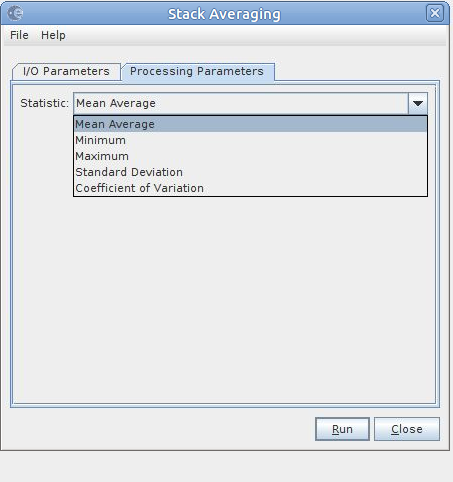 Stack Averaging
File Help
I/O Parameters Processing Parameters
Statistic: Mean Average
Mean Average
Minimum
Maximum
Standard Deviation
Coefficient of Variation
Run Close